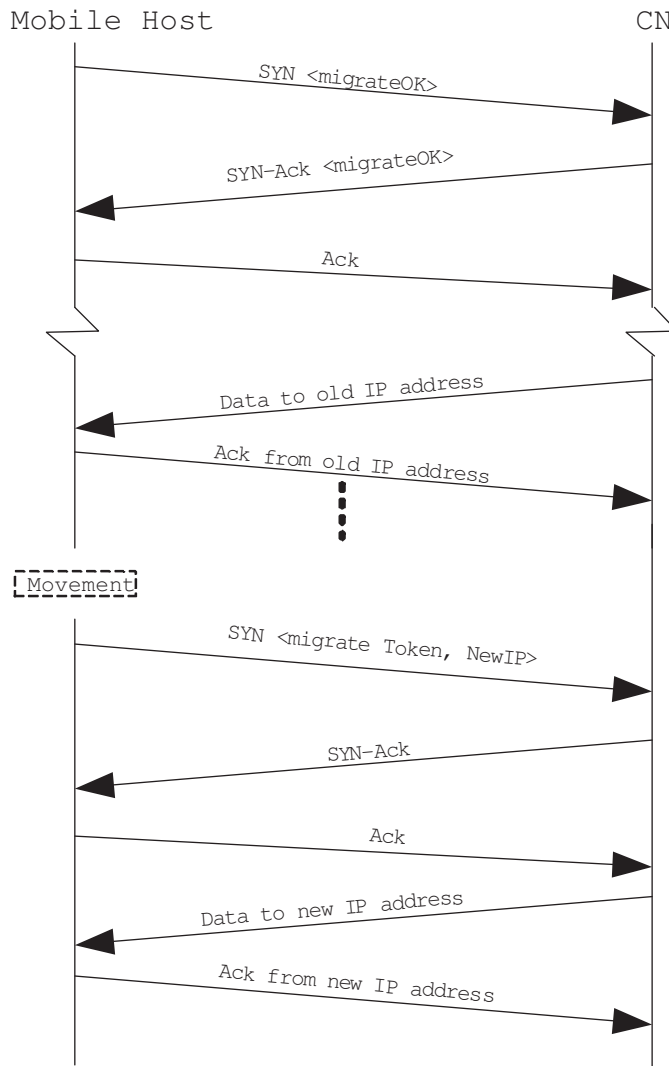 Mobile Host
CN
SYN <migrateOK>
SYN-Ack <migrateOK>
Ack
Data to old IP address
Ack from old IP address
Movement
SYN <migrate Token, NewIP>
SYN-Ack
Ack
Data to new IP address
Ack from new IP address